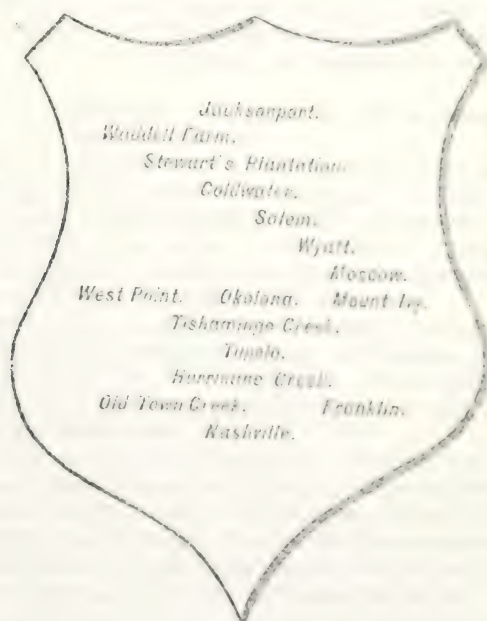 Jacksonport.
Waddell Farm.
Stewart's Plantation.
Coldwater.
Salem.
Wyatt.
Moscow.
West Point. Okolona. Mount Ivy.
Tishamingo Creek.
Tupelo.
Hurricane Creek.
Old Town Creek. Franklin.
Nashville.